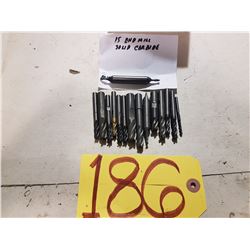 15 END MILL
SOLID CARBIDE
186